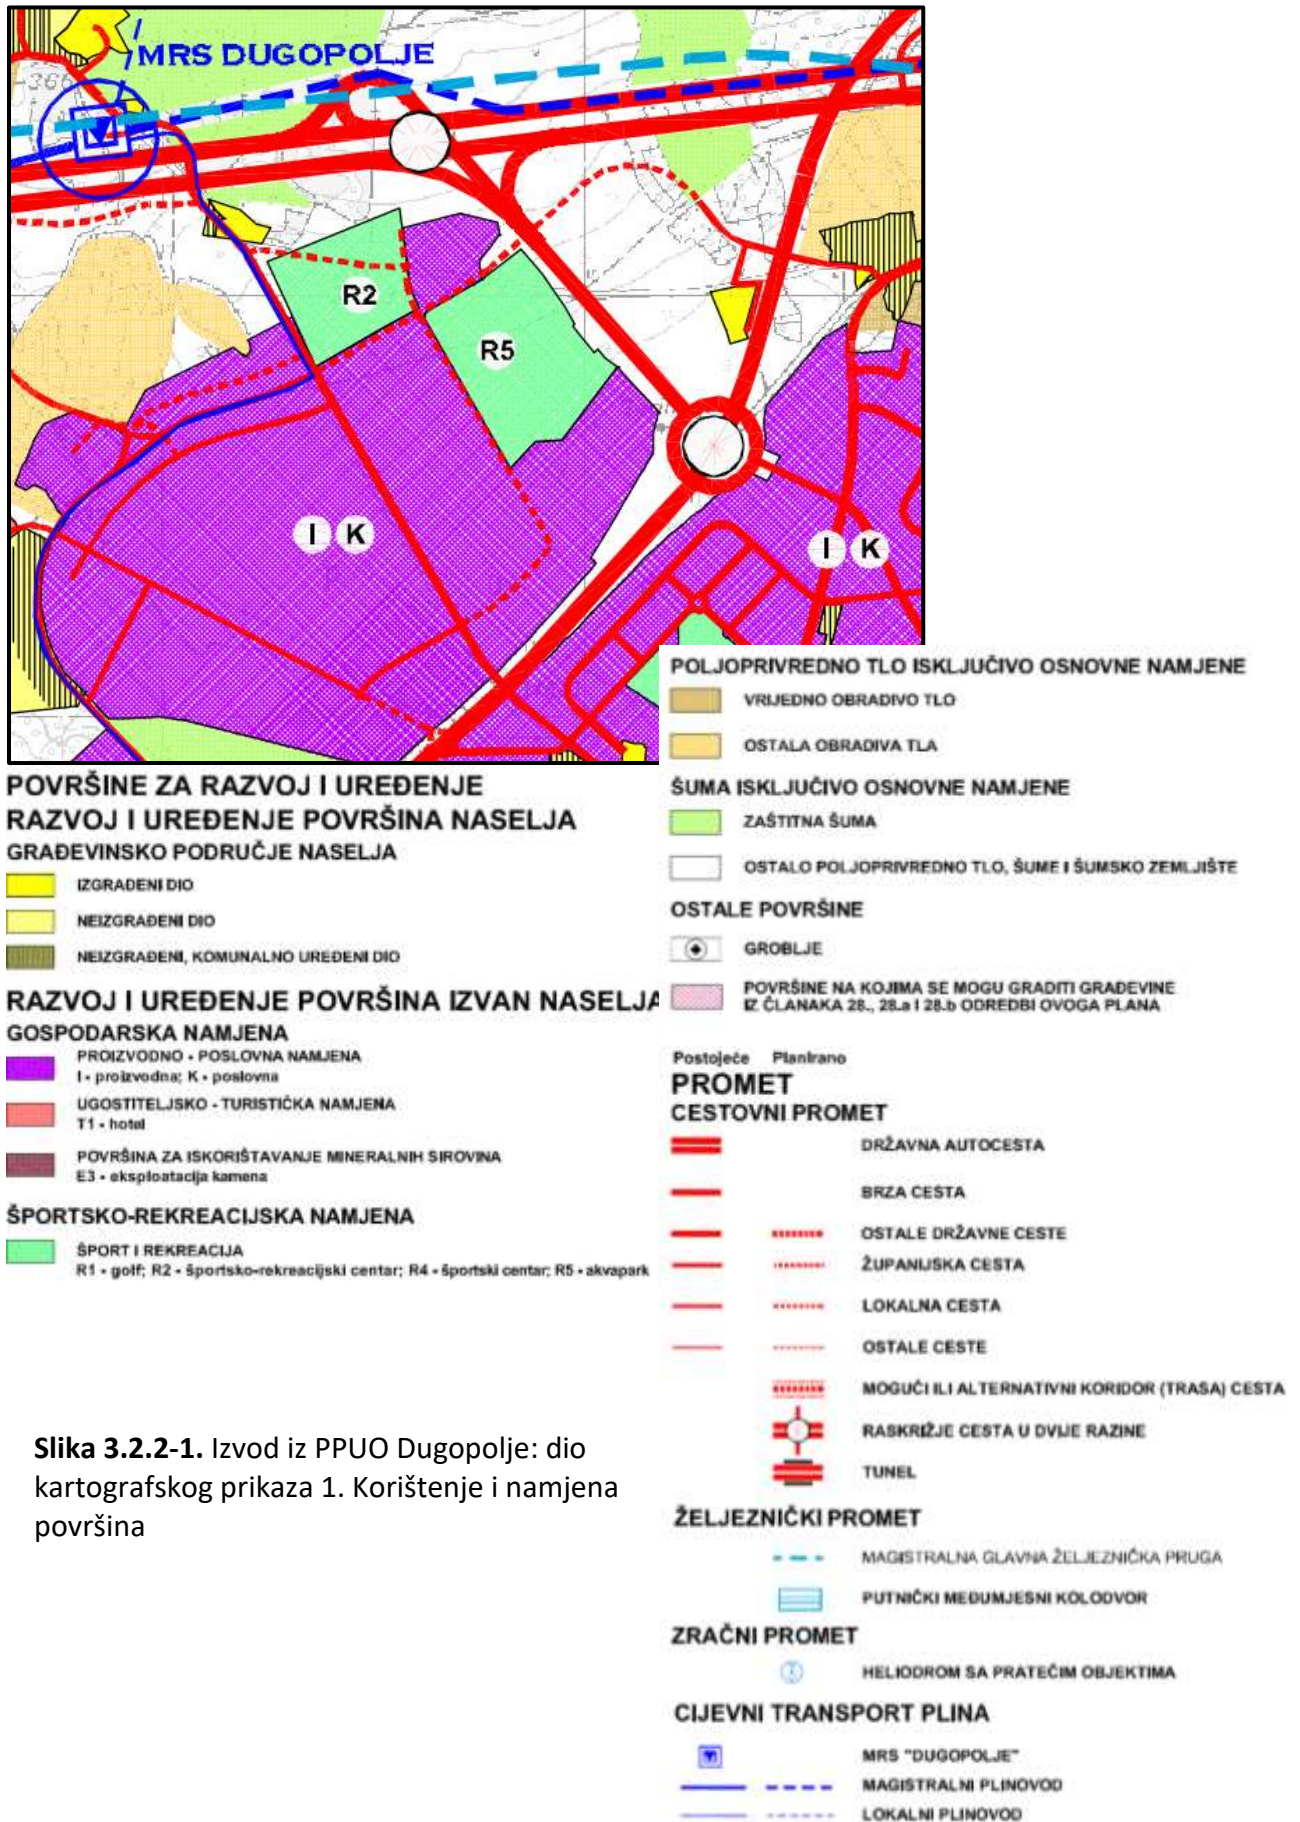 MRS DUGOPOLJE
366
R2
R5
I K
I K
POVRŠINE ZA RAZVOJ I UREĐENJE
RAZVOJ I UREĐENJE POVRŠINA NASELJA
GRAĐEVINSKO PODRUČJE NASELJA
IZGRAĐENI DIO
NEIZGRAĐENI DIO
NEIZGRAĐENI, KOMUNALNO UREĐENI DIO
RAZVOJ I UREĐENJE POVRŠINA IZVAN NASELJA
GOSPODARSKA NAMJENA
PROIZVODNO - POSLOVNA NAMJENA
I - proizvodna; K - poslovna
UGOSTITELJSKO - TURISTIČKA NAMJENA
T1 - hotel
POVRŠINA ZA ISKORIŠTAVANJE MINERALNIH SIROVINA
E3 - eksploatacija kamena
ŠPORTSKO-REKREACIJSKA NAMJENA
ŠPORT I REKREACIJA
R1 - golf; R2 - športsko-rekreacijski centar; R4 - športski centar; R5 - akvapark
Slika 3.2.2-1. Izvod iz PPUO Dugopolje: dio
kartografskog prikaza 1. Korištenje i namjena
površina
POLJOPRIVREDNO TLO ISKLJUČIVO OSNOVNE NAMJENE
VRIJEDNO OBRADIVO TLO
OSTALA OBRADIVA TLA
ŠUMA ISKLJUČIVO OSNOVNE NAMJENE
ZAŠTITNA ŠUMA
OSTALO POLJOPRIVREDNO TLO, ŠUME I ŠUMSKO ZEMLJIŠTE
OSTALE POVRŠINE
GROBLJE
POVRŠINE NA KOJIMA SE MOGU GRADITI GRAĐEVINE
IZ ČLANAKA 28., 28.a I 28.b ODREDBI OVOGA PLANA
Postojeće Planirano
PROMET
CESTOVNI PROMET
DRŽAVNA AUTOCESTA
BRZA CESTA
OSTALE DRŽAVNE CESTE
ŽUPANIJSKA CESTA
LOKALNA CESTA
OSTALE CESTE
MOGUĆI ILI ALTERNATIVNI KORIDOR (TRASA) CESTA
RASKRIŽJE CESTA U DVIJE RAZINE
TUNEL
ŽELJEZNIČKI PROMET
MAGISTRALNA GLAVNA ŽELJEZNIČKA PRUGA
PUTNIČKI MEĐUMJESNI KOLODVOR
ZRAČNI PROMET
HELIODROM SA PRATEČIM OBJEKTIMA
CIJEVNI TRANSPORT PLINA
MRS "DUGOPOLJE"
MAGISTRALNI PLINOVOD
LOKALNI PLINOVOD